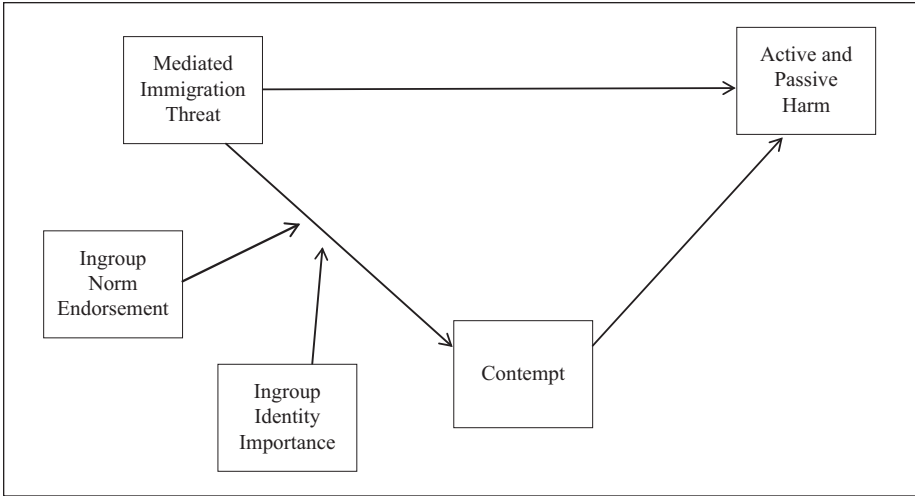 Mediated
Immigration
Threat
Active and
Passive
Harm
Ingroup
Norm
Endorsement
Ingroup
Identity
Importance
Contempt